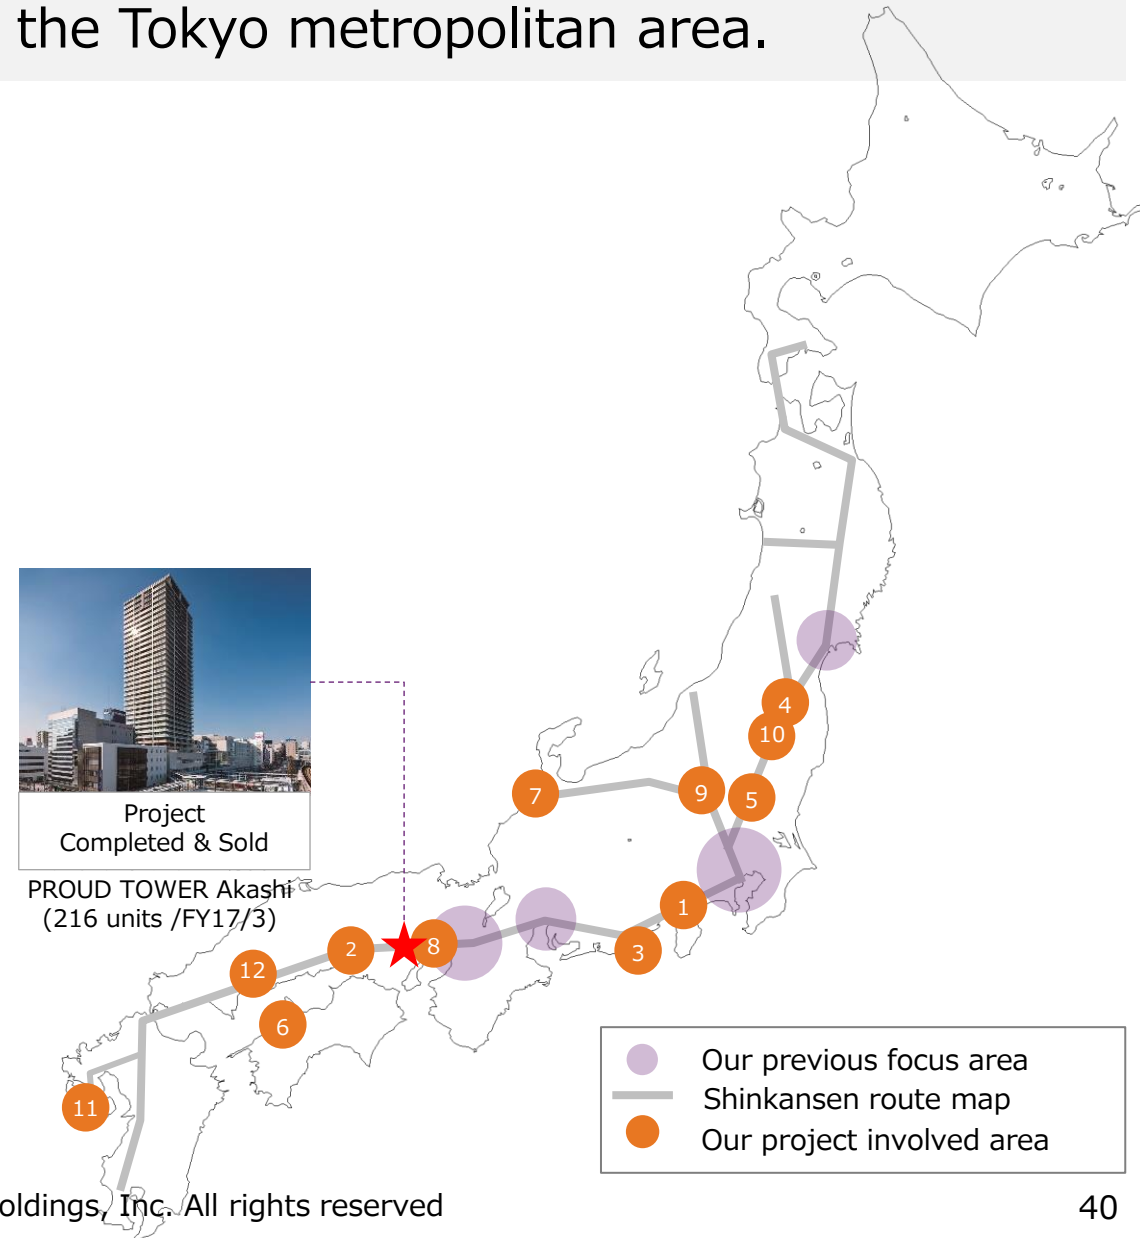 the Tokyo metropolitan area.
4
10
7
9
5
Project
Completed & Sold
PROUD TOWER Akashi
(216 units /FY17/3)
1
8
2
3
12
6
11
Our previous focus area
Shinkansen route map
Our project involved area
oldings, Inc. All rights reserved
40